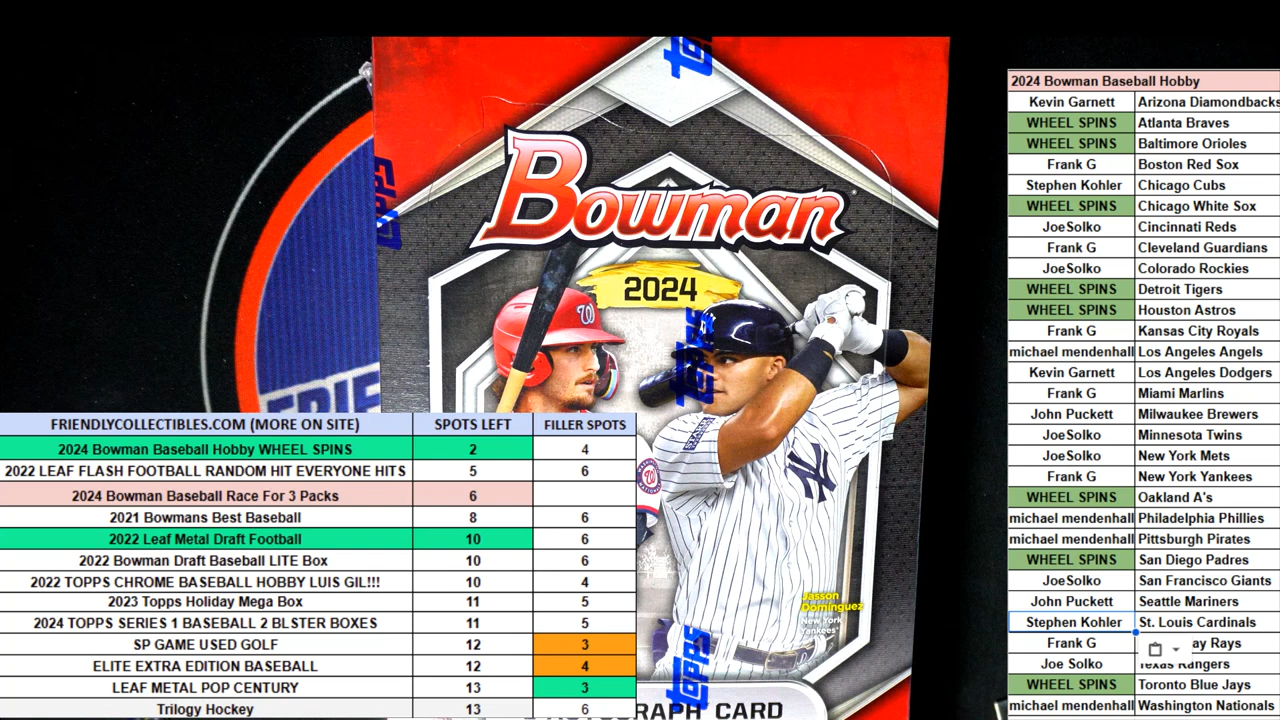 Topps
Bowman
2024
Topps
Topps
Topps
Jasson
Domínguez
New York
Yankees
AUTOGRAPH CARD
FRIENDLYCOLLECTIBLES.COM (MORE ON SITE) SPOTS LEFT FILLER SPOTS
2024 Bowman Baseball Hobby WHEEL SPINS 2 4
2022 LEAF FLASH FOOTBALL RANDOM HIT EVERYONE HITS 5 6
2024 Bowman Baseball Race For 3 Packs 6
2021 Bowmans Best Baseball 8 6
2022 Leaf Metal Draft Football 10 6
2022 Bowman Draft Baseball LITE Box 10 6
2022 TOPPS CHROME BASEBALL HOBBY LUIS GIL!!! 10 4
2023 Topps Holiday Mega Box 11 5
2024 TOPPS SERIES 1 BASEBALL 2 BLSTER BOXES 11 5
SP GAME USED GOLF 12 3
ELITE EXTRA EDITION BASEBALL 12 4
LEAF METAL POP CENTURY 13 3
Trilogy Hockey 13 6
2024 Bowman Baseball Hobby
Kevin Garnett Arizona Diamondbacks
WHEEL SPINS Atlanta Braves
WHEEL SPINS Baltimore Orioles
Frank G Boston Red Sox
Stephen Kohler Chicago Cubs
WHEEL SPINS Chicago White Sox
JoeSolko Cincinnati Reds
Frank G Cleveland Guardians
JoeSolko Colorado Rockies
WHEEL SPINS Detroit Tigers
WHEEL SPINS Houston Astros
Frank G Kansas City Royals
michael mendenhall Los Angeles Angels
Kevin Garnett Los Angeles Dodgers
Frank G Miami Marlins
John Puckett Milwaukee Brewers
JoeSolko Minnesota Twins
JoeSolko New York Mets
Frank G New York Yankees
WHEEL SPINS Oakland A's
michael mendenhall Philadelphia Phillies
michael mendenhall Pittsburgh Pirates
WHEEL SPINS San Diego Padres
JoeSolko San Francisco Giants
John Puckett Seattle Mariners
Stephen Kohler St. Louis Cardinals
Frank G ay Rays
Joe Solko Texas Rangers
WHEEL SPINS Toronto Blue Jays
michael mendenhall Washington Nationals